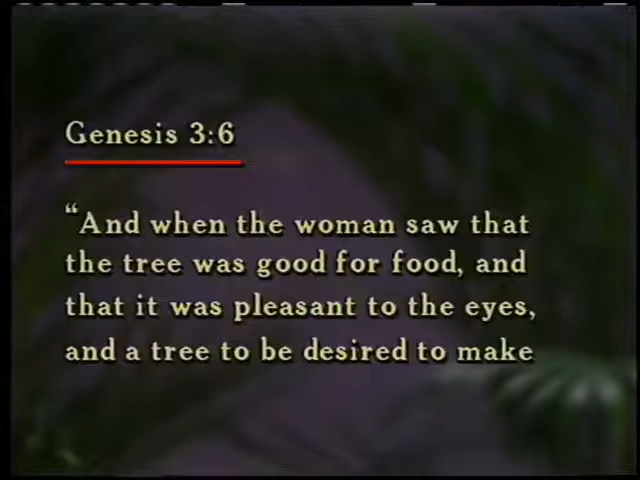 Genesis 3:6
“And when the woman saw that
the tree was good for food, and
that it was pleasant to the eyes,
and a tree to be desired to make